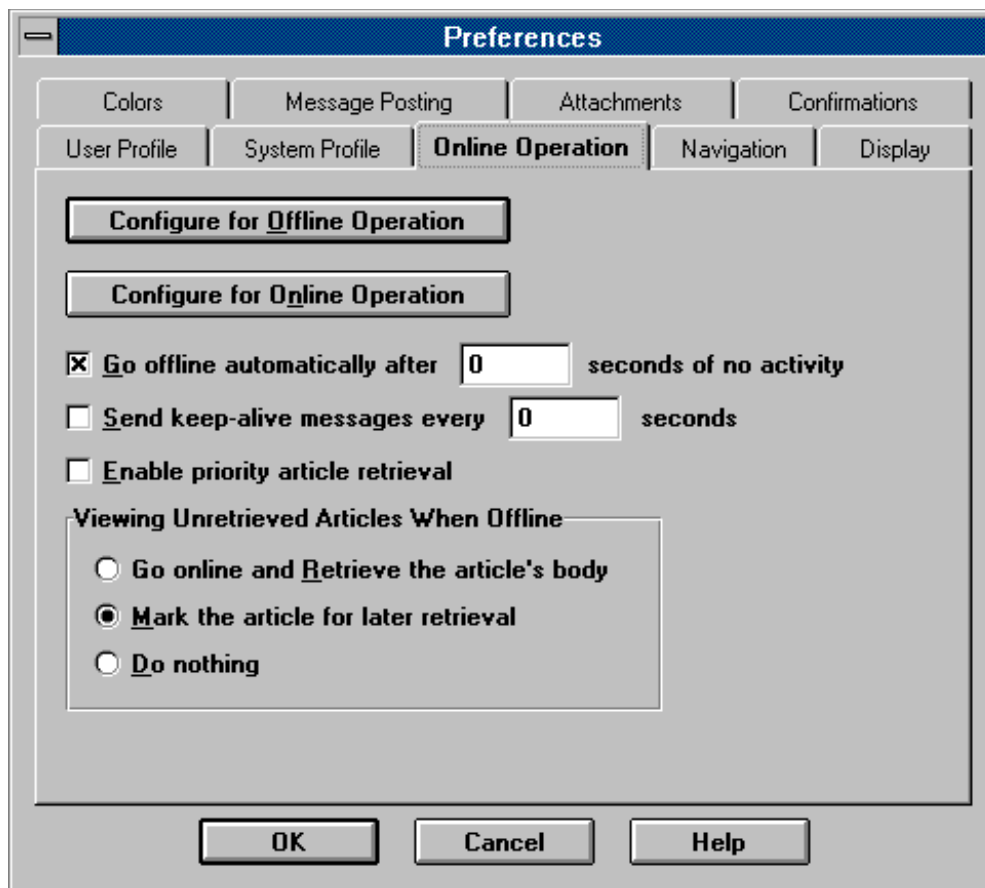 Preferences
Colors Message Posting Attachments Confirmations
User Profile System Profile Online Operation Navigation Display
Configure for Offline Operation
Configure for Online Operation
Go offline automatically after 0 seconds of no activity
Send keep-alive messages every 0 seconds
Enable priority article retrieval
Viewing Unretrieved Articles When Offline
Go online and Retrieve the article's body
Mark the article for later retrieval
Do nothing
OK Cancel Help